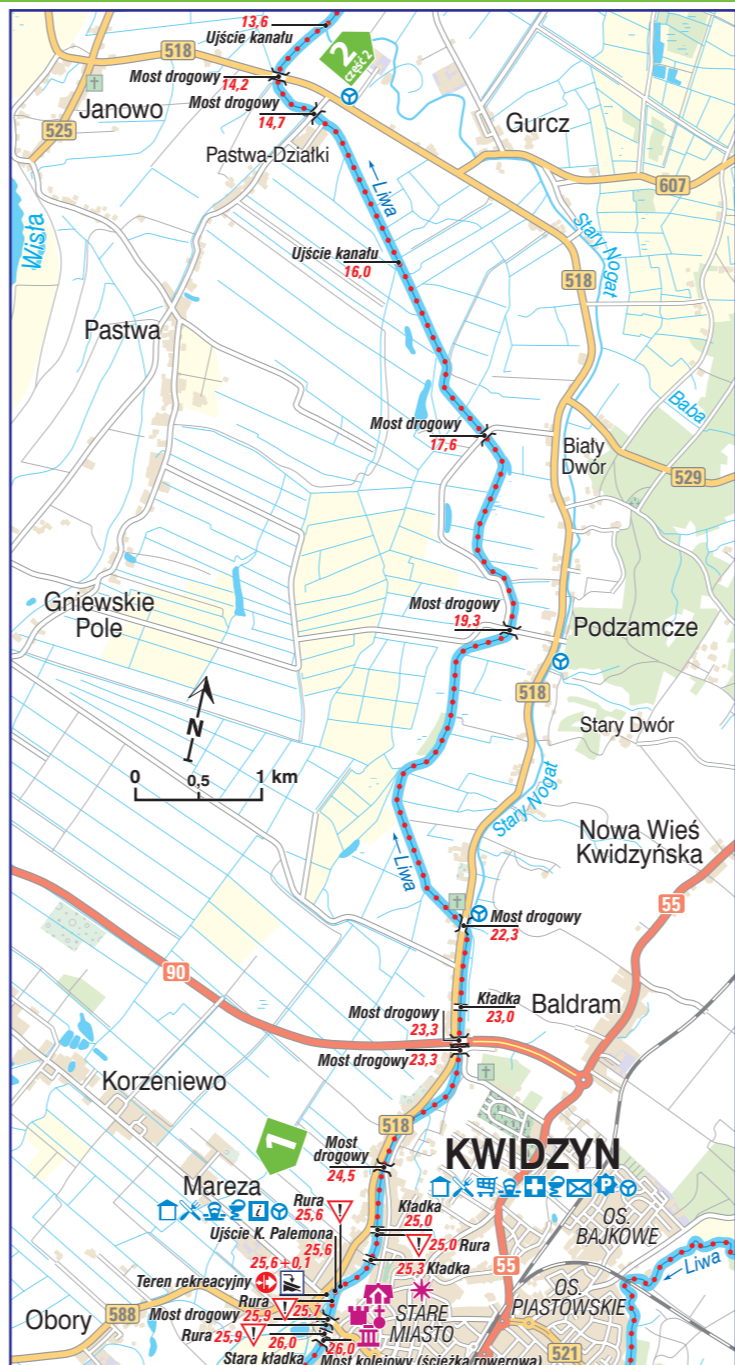 13,6
Ujście kanału
518
2
część 2
Most drogowy
14,2
Most drogowy
14,7
Janowo
525
Gurcz
Pastwa-Działki
Liwa
607
Wisła
Stary Nogat
Ujście kanału
16,0
518
Pastwa
Baba
Most drogowy
17,6
Biały
Dwór
529
Gniewskie
Pole
Most drogowy
19,3
Podzamcze
518
N
Stary Dwór
0 0,5 1 km
Stary Nogat
Nowa Wieś
Kwidzyńska
Liwa
55
Most drogowy
22,3
90
Kładka
23,0
Baldram
Most drogowy
23,3
Most drogowy 23,3
Korzeniewo
518
1
Most
drogowy
24,5
KWIDZYN
Mareza
Rura
25,6
Kładka
25,0
OS.
BAJKOWE
Ujście K. Palemona
25,6
25,0 Rura
25,6+0,1
25,3 Kładka
Liwa
Teren rekreacyjny
55
Rura
25,7
OS.
PIASTOWSKIE
588
Most drogowy 25,9
STARE
MIASTO
Obory
Rura 25,9
26,0
26,0
521
Stara kładka
Most kolejowy (ścieżka rowerowa)